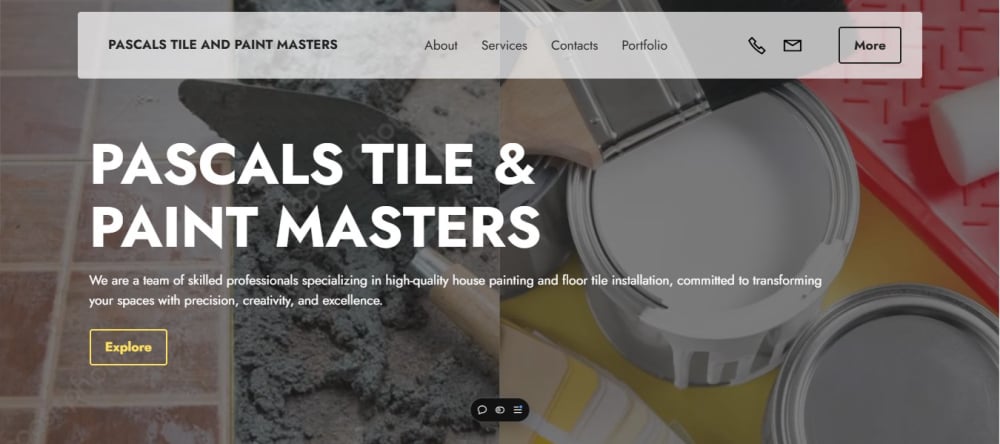 PASCALS TILE AND PAINT MASTERS
About
Services
Contacts
Portfolio
More
PASCALS TILE &
PAINT MASTERS
We are a team of skilled professionals specializing in high-quality house painting and floor tile installation, committed to transforming
your spaces with precision, creativity, and excellence.
Explore